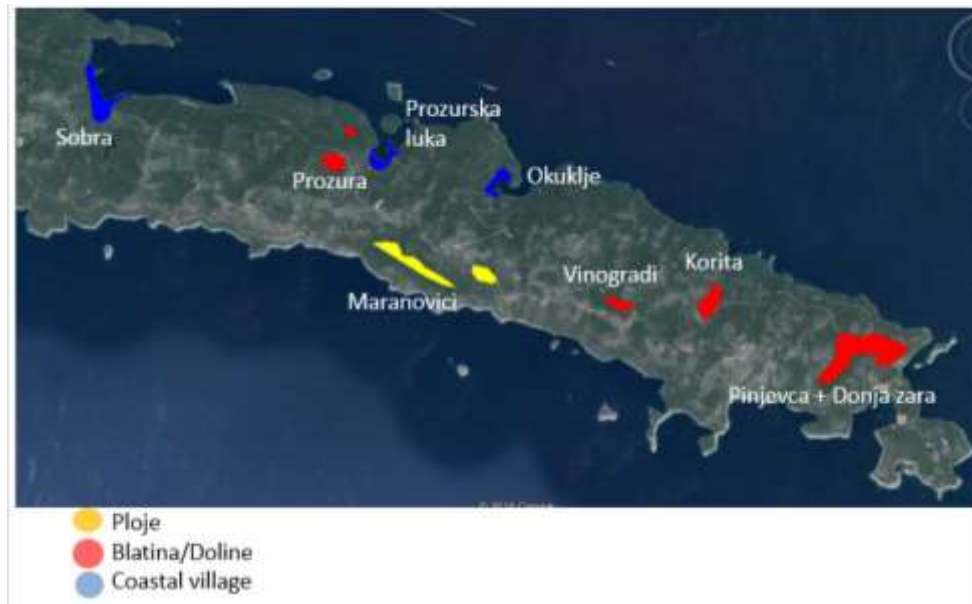 Prozurska
luka
Sobra
Prozura
Okuklje
Korita
Vinogradi
Maranovici
Pinjevca + Donja zara
Ploje
Blatina/Doline
Coastal village